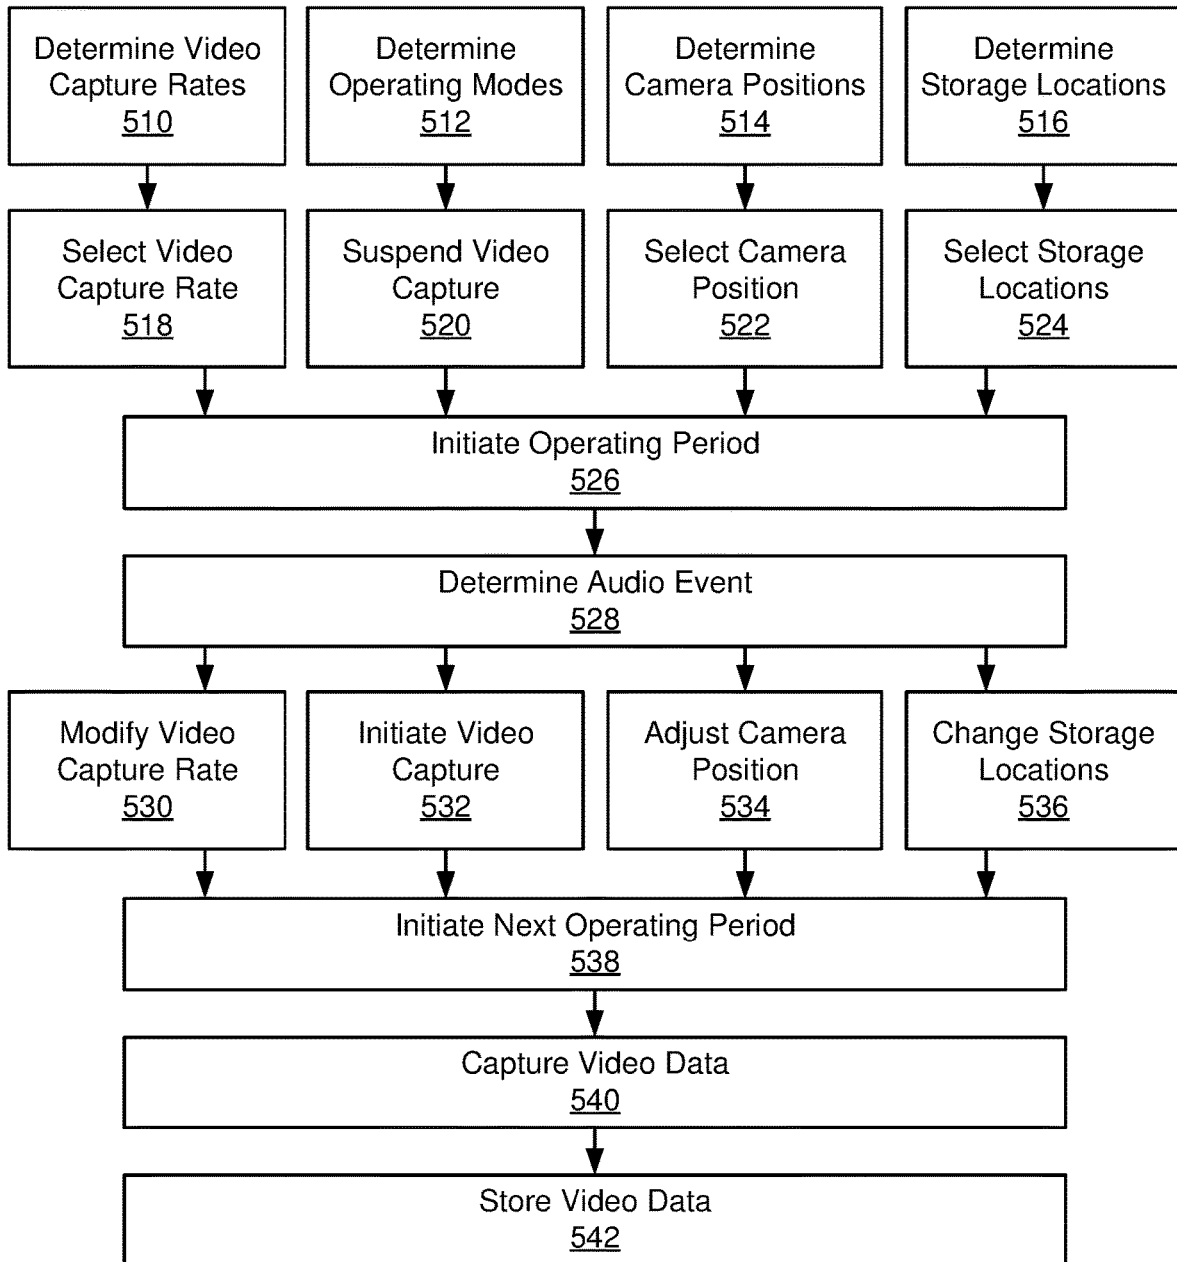 Determine Video
Capture Rates
510
Determine
Operating Modes
512
Determine
Camera Positions
514
Determine
Storage Locations
516
Select Video
Capture Rate
518
Suspend Video
Capture
520
Select Camera
Position
522
Select Storage
Locations
524
Initiate Operating Period
526
Determine Audio Event
528
Modify Video
Capture Rate
530
Initiate Video
Capture
532
Adjust Camera
Position
534
Change Storage
Locations
536
Initiate Next Operating Period
538
Capture Video Data
540
Store Video Data
542